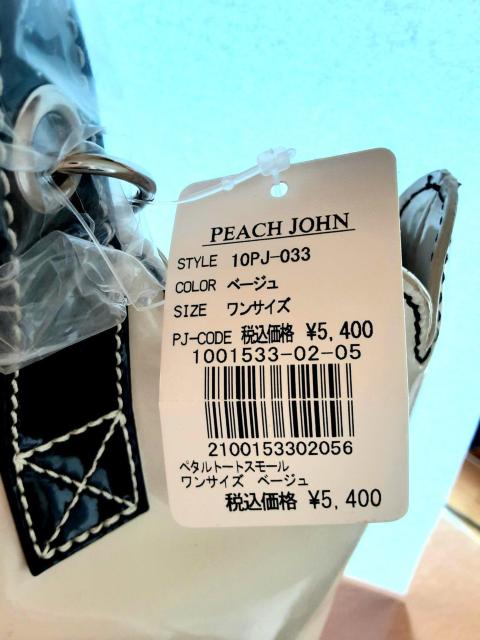 PEACH JOHN
STYLE 10PJ-033
COLOR ベージュ
SIZE ワンサイズ
PJ-CODE 税込価格 ¥5,400
1001533-02-05
2100153302056
ペタルトートスモール
ワンサイズ ベージュ
税込価格 ¥5,400